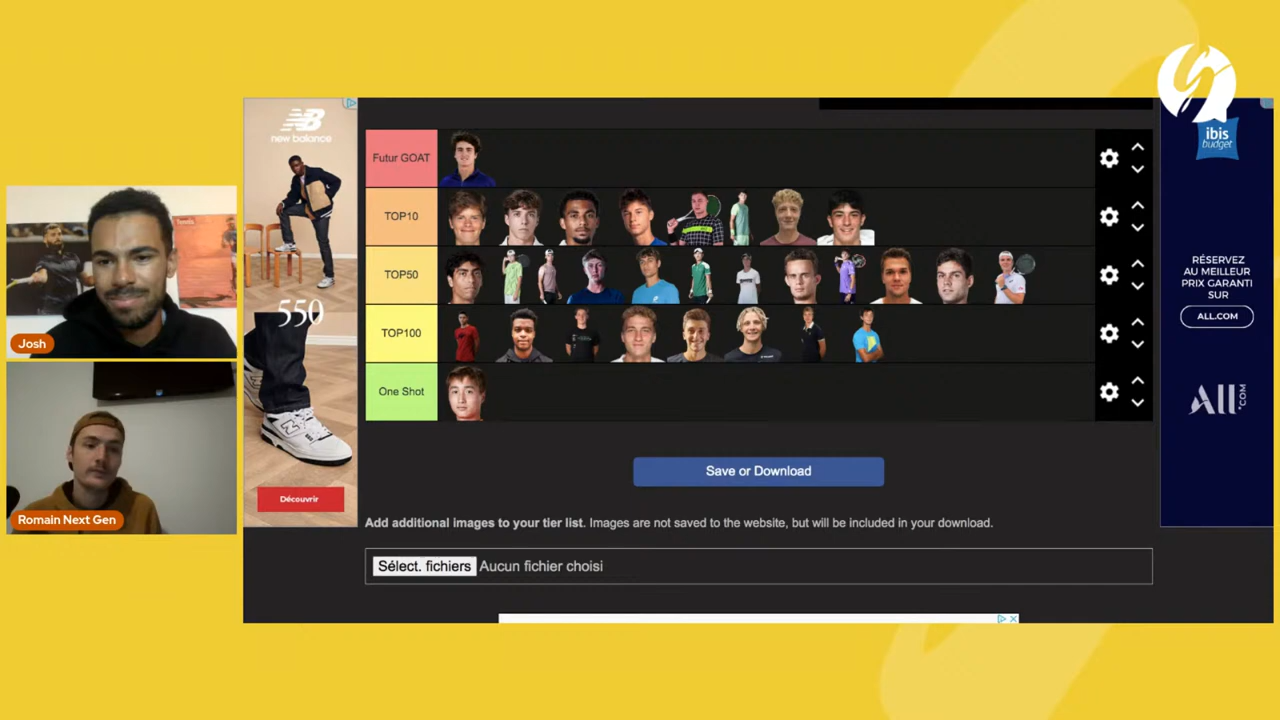 new balance
550
Découvrir
Josh
Romain Next Gen
Futur GOAT
TOP10
TOP50
TOP100
One Shot
Save or Download
Add additional images to your tier list. Images are not saved to the website, but will be included in your download.
Sélect. fichiers Aucun fichier choisi
ibis
budget
RÉSERVEZ
AU MEILLEUR
PRIX GARANTI
SUR
ALL.COM
ALL.COM